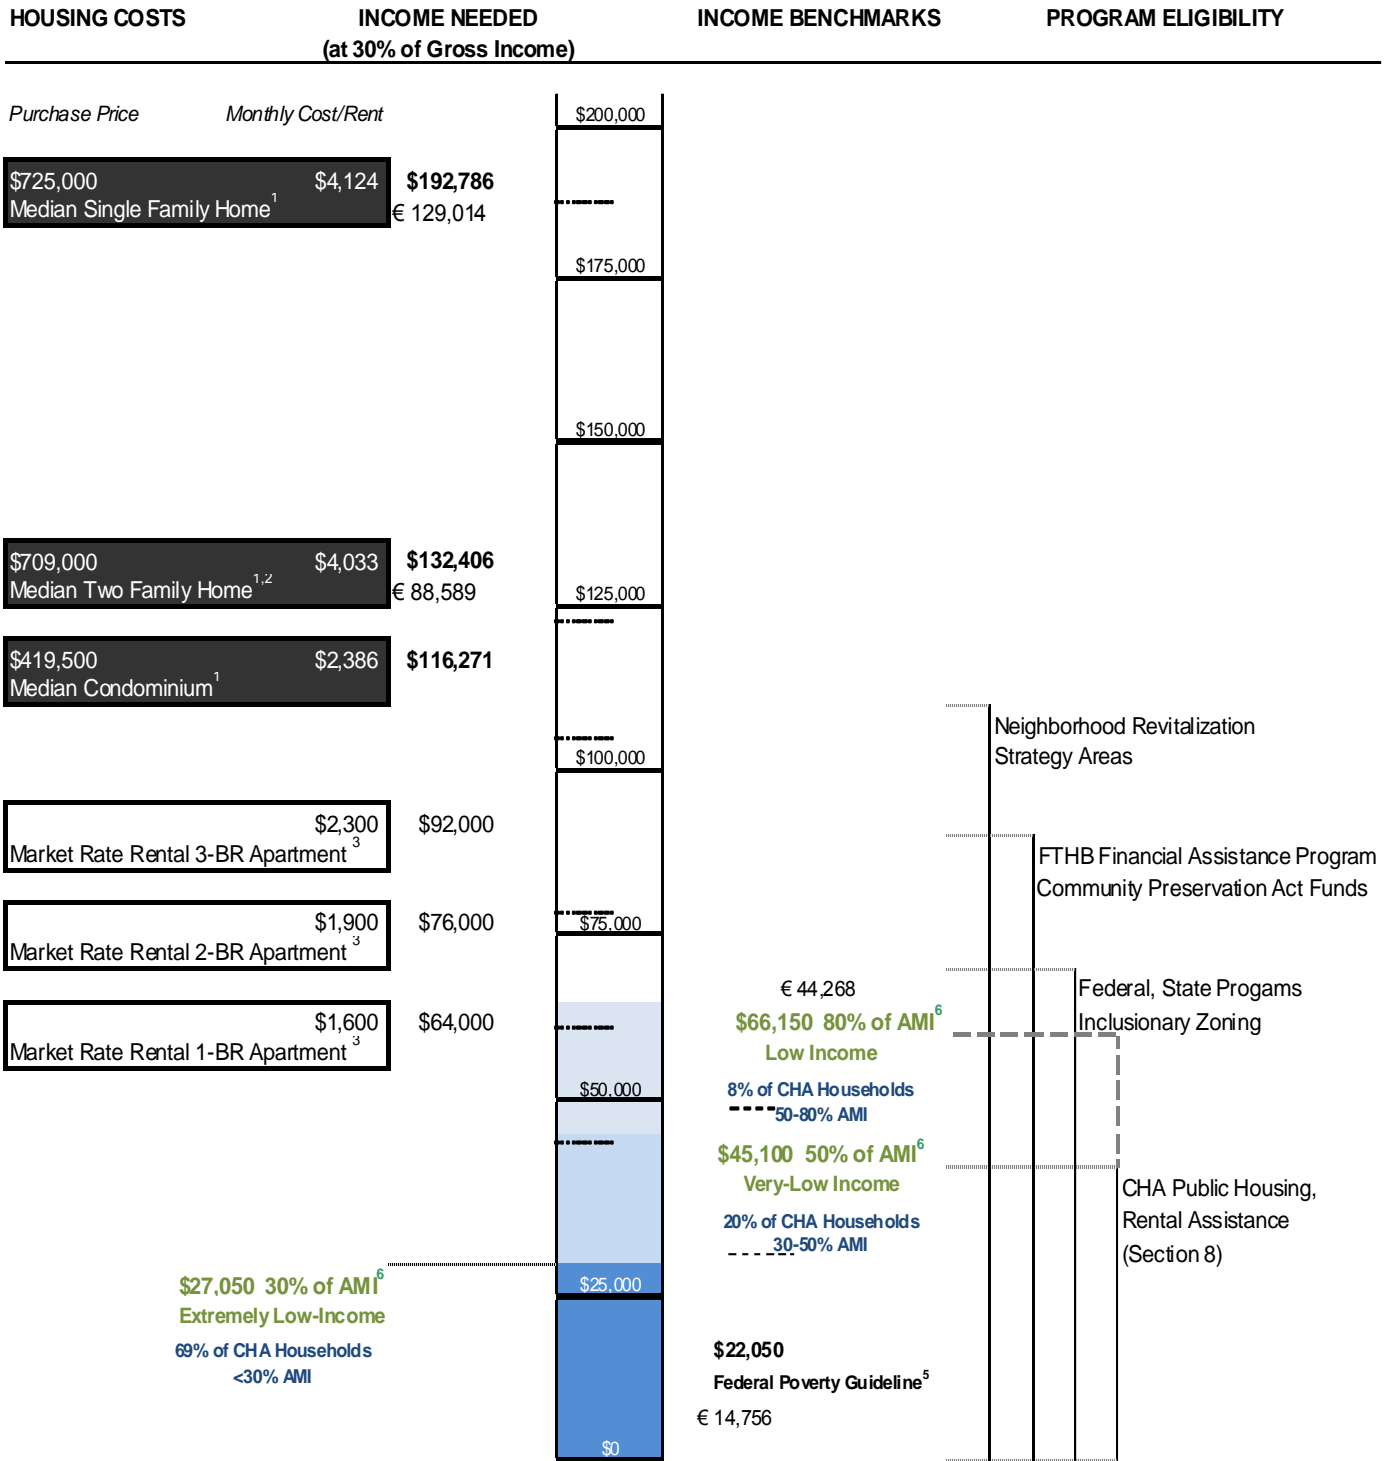 HOUSING COSTS INCOME NEEDED INCOME BENCHMARKS PROGRAM ELIGIBILITY
(at 30% of Gross Income)
Purchase Price Monthly Cost/Rent $200,000
$725,000 $4,124 $192,786
Median Single Family Home1
€ 129,014
$175,000
$150,000
$709,000 $4,033 $132,406
Median Two Family Home1,2
€ 88,589
$125,000
$419,500 $2,386 $116,271
Median Condominium1
Neighborhood Revitalization
Strategy Areas
$100,000
$2,300 $92,000
Market Rate Rental 3-BR Apartment 3
FTHB Financial Assistance Program
Community Preservation Act Funds
$1,900 $76,000 $75,000
Market Rate Rental 2-BR Apartment 3
€ 44,268
Federal, State Progams
$1,600 $64,000
Market Rate Rental 1-BR Apartment 3
$66,150 80% of AMI6
Inclusionary Zoning
Low Income
$50,000
8% of CHA Households
50-80% AMI
$45,100 50% of AMI6
Very-Low Income
CHA Public Housing,
Rental Assistance
(Section 8)
20% of CHA Households
30-50% AMI
$27,050 30% of AMI6
$25,000
Extremely Low-Income
69% of CHA Households
<30% AMI
$22,050
Federal Poverty Guideline5
€ 14,756
$0